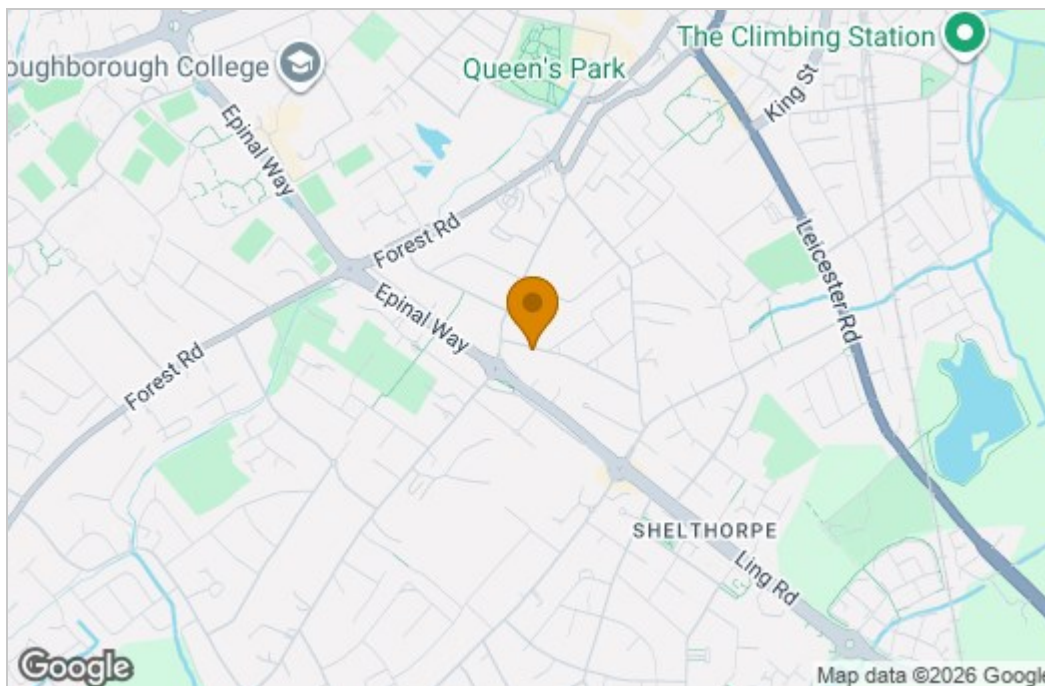 The Climbing Station
oughborough College
Queen's Park
King St
Epinal Way
Forest Rd
Leicester Rd
Epinal Way
Forest Rd
SHELTHORPE
Ling Rd
Google
Map data ©2026 Google